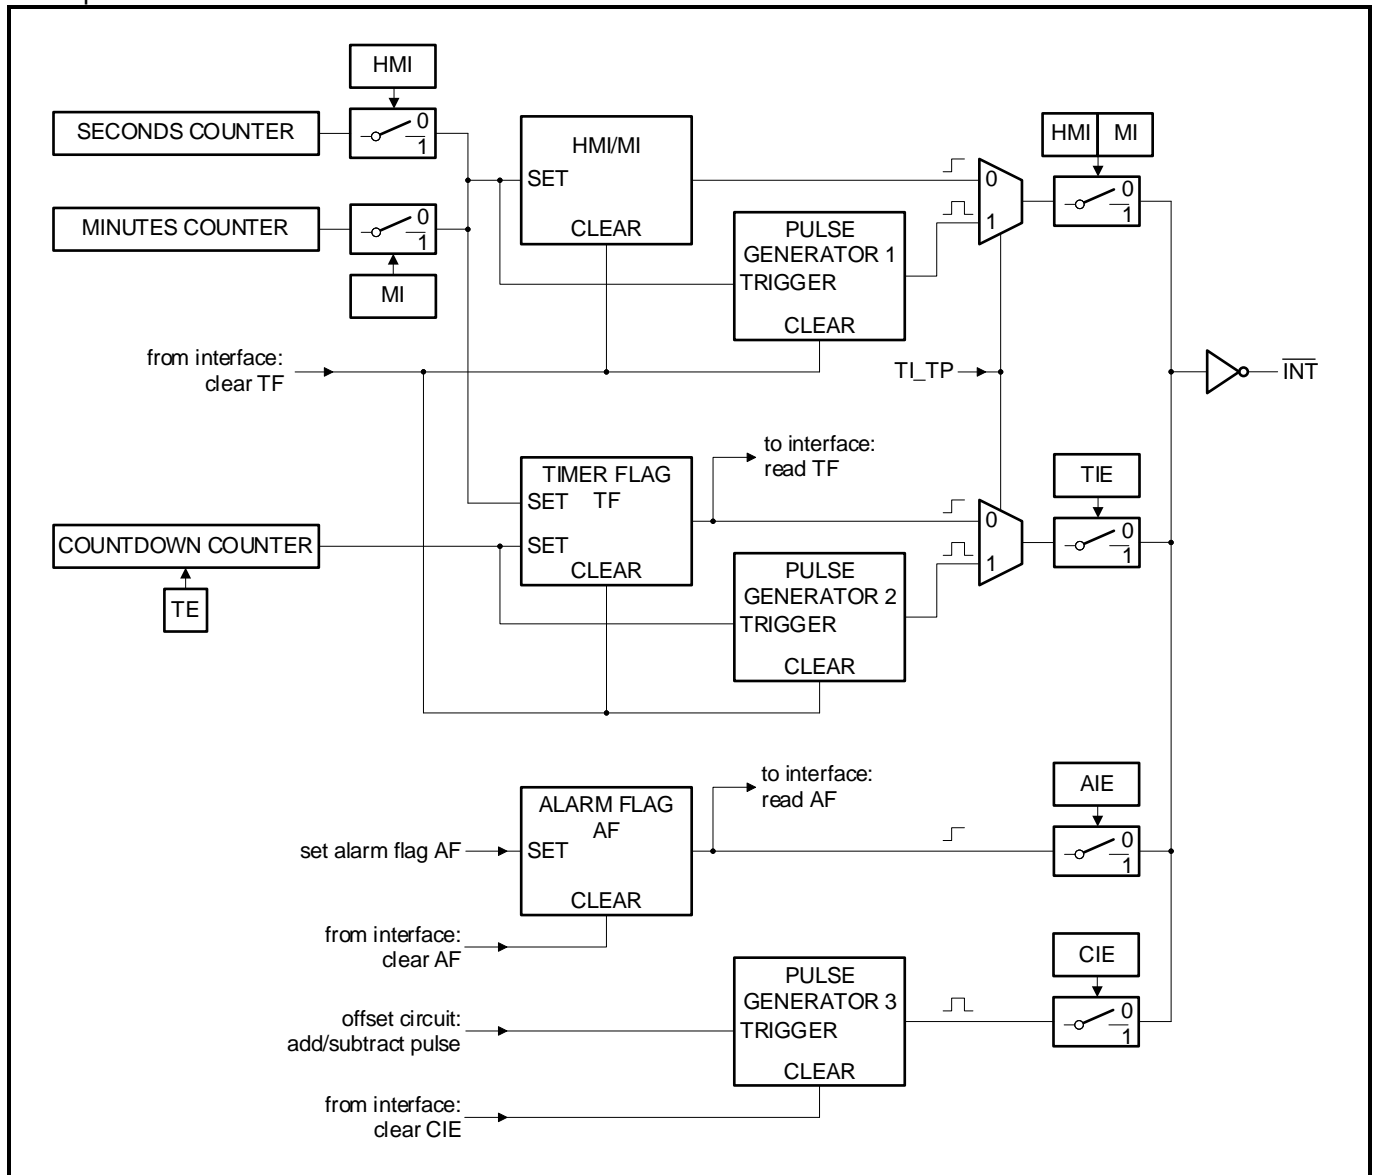 HMI
SECONDS COUNTER
0
1
HMI/MI
SET
CLEAR
HMI MI
0
1
0
1
MINUTES COUNTER
0
1
MI
PULSE
GENERATOR 1
TRIGGER
CLEAR
from interface:
clear TF
TI_TP
INT
to interface:
read TF
TIMER FLAG
TF
SET
SET
CLEAR
TIE
0
1
0
1
COUNTDOWN COUNTER
TE
PULSE
GENERATOR 2
TRIGGER
CLEAR
to interface:
read AF
AIE
ALARM FLAG
AF
SET
CLEAR
0
1
set alarm flag AF
from interface:
clear AF
CIE
PULSE
GENERATOR 3
TRIGGER
CLEAR
0
1
offset circuit:
add/subtract pulse
from interface:
clear CIE